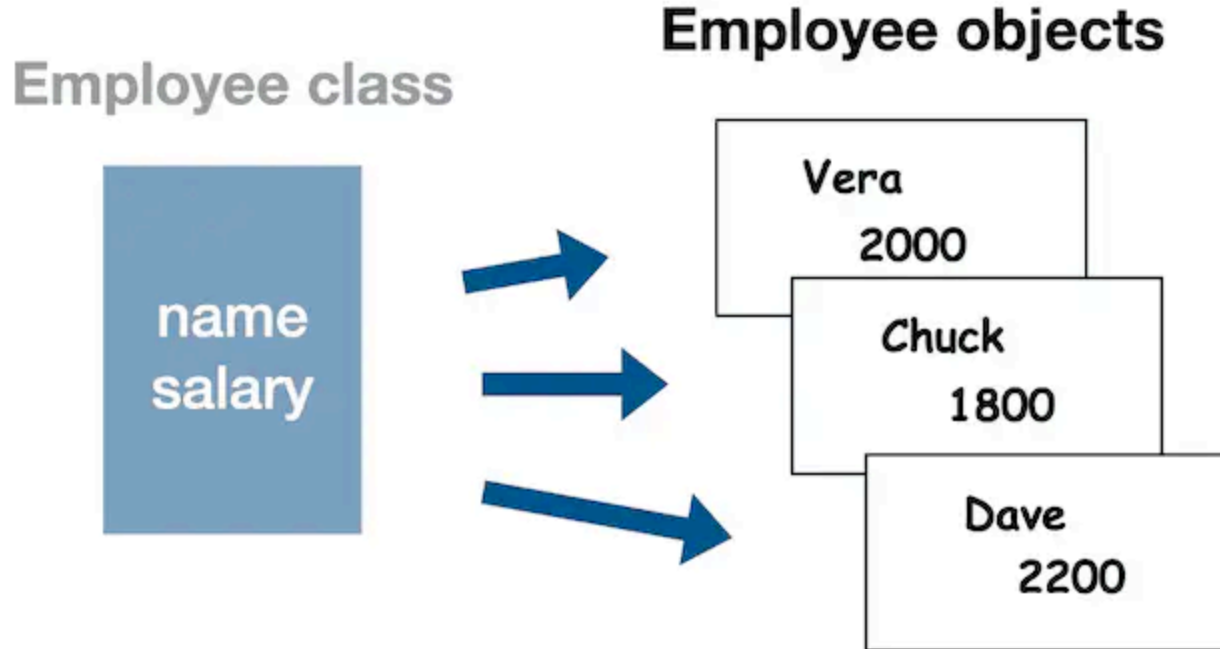 Employee class
name
salary
Employee objects
Vera
2000
Chuck
1800
Dave
2200